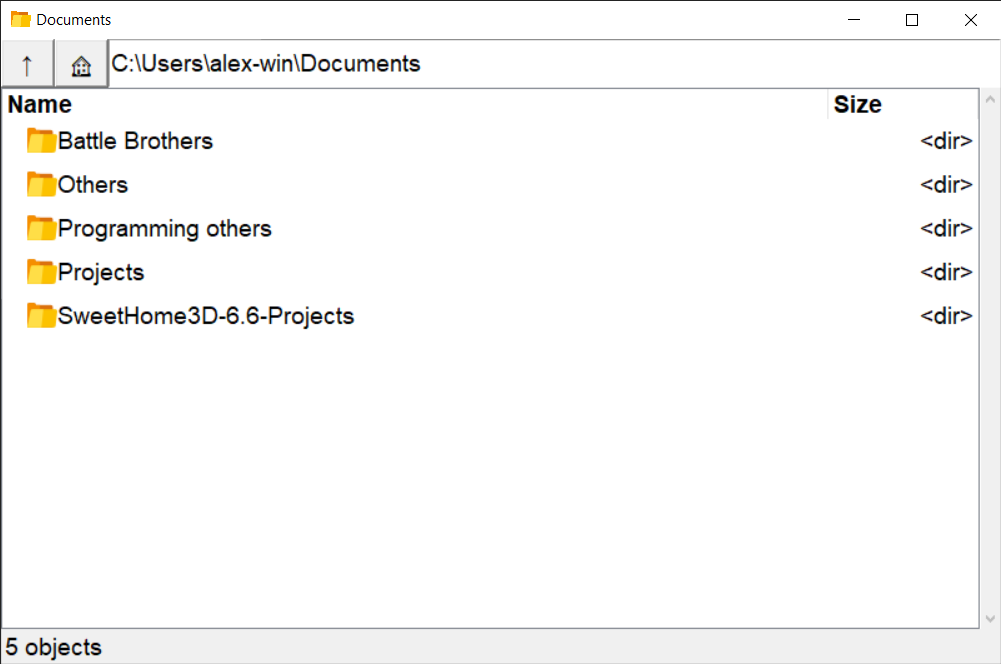 Documents
↑ C:\Users\alex-win\Documents
Name Size
Battle Brothers <dir>
Others <dir>
Programming others <dir>
Projects <dir>
SweetHome3D-6.6-Projects <dir>
5 objects